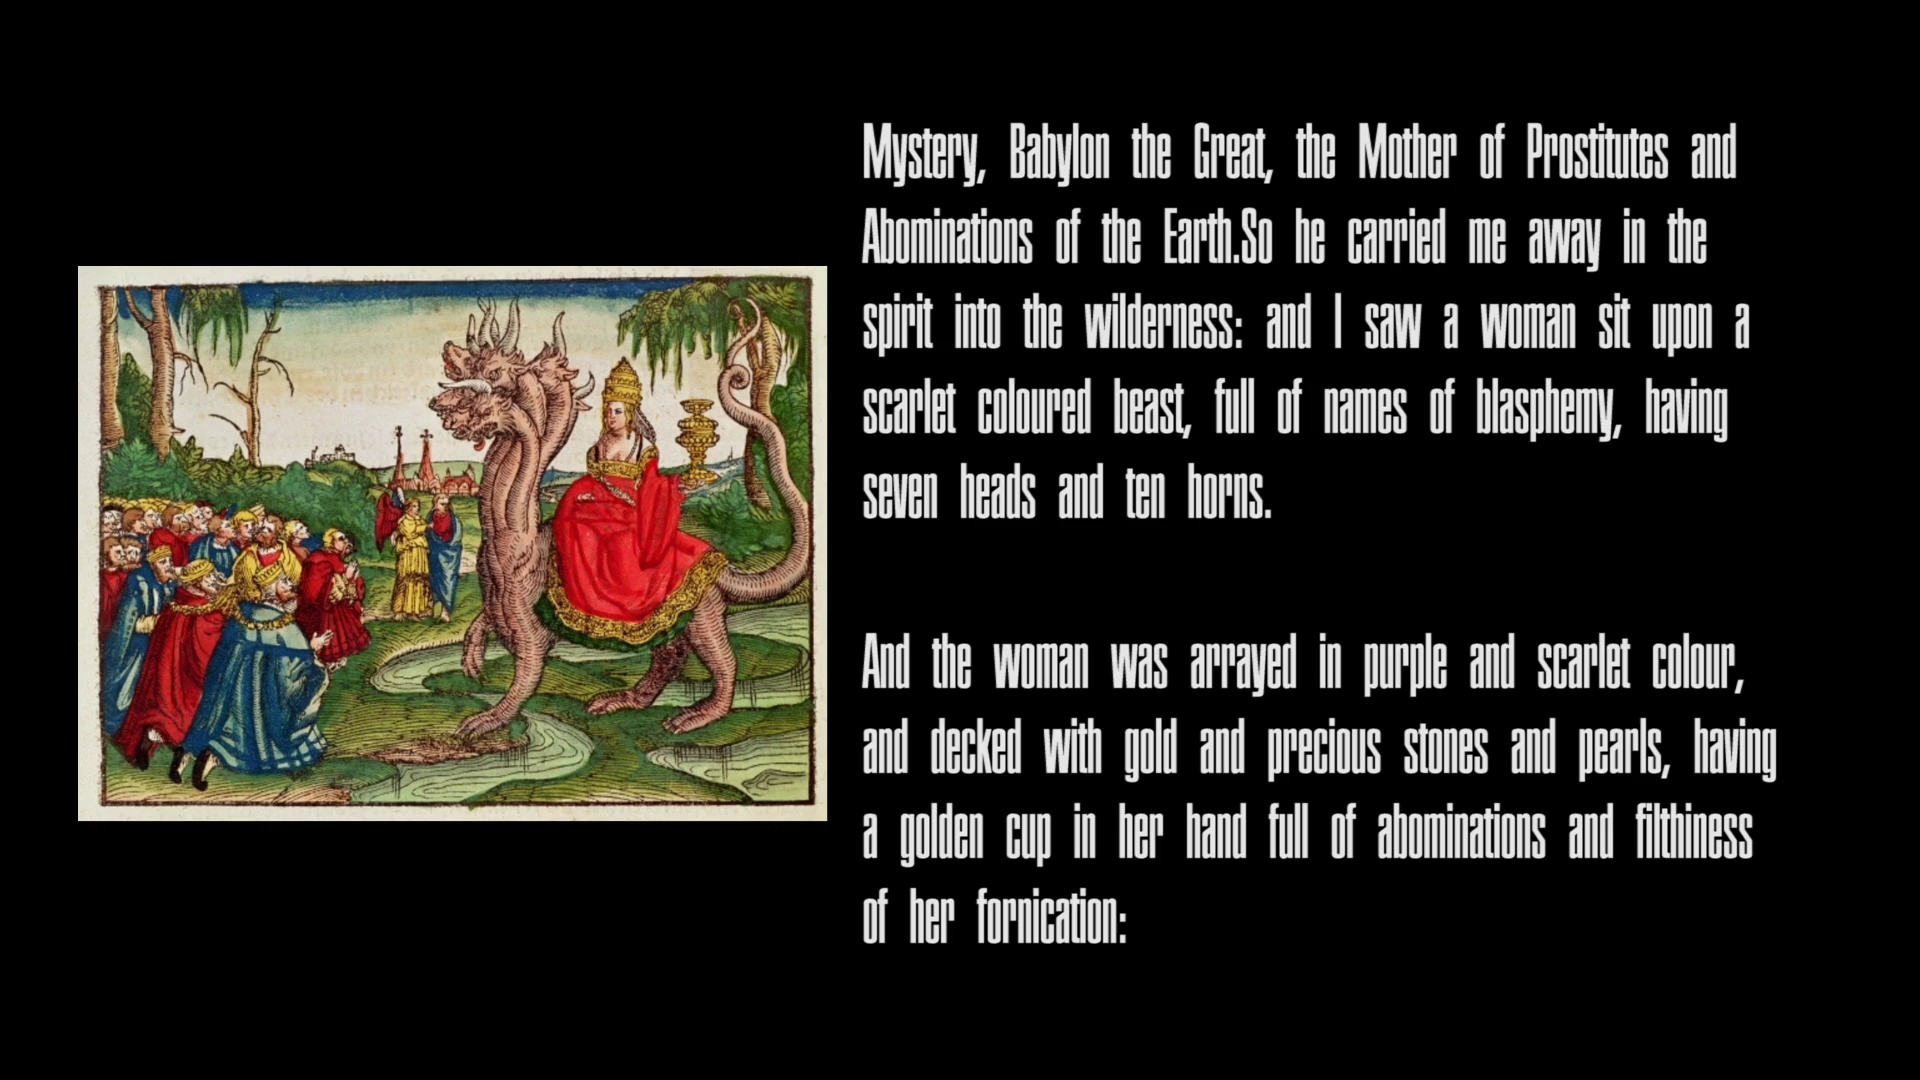 Mystery, Babylon the Great, the Mother of Prostitutes and
Abominations of the Earth.So he carried me away in the
spirit into the wilderness: and I saw a woman sit upon a
scarlet coloured beast, full of names of blasphemy, having
seven heads and ten horns.
And the woman was arrayed in purple and scarlet colour,
and decked with gold and precious stones and pearls, having
a golden cup in her hand full of abominations and filthiness
of her fornication: